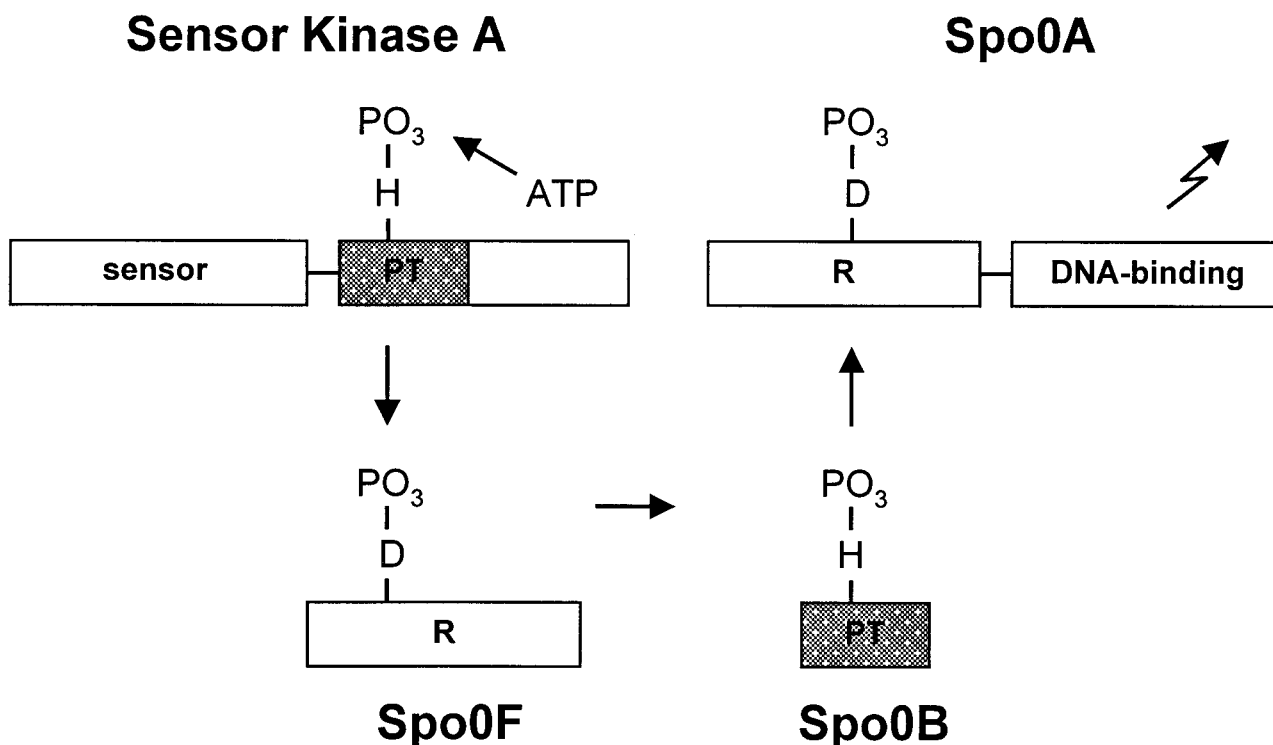 Sensor Kinase A
PO3
H
ATP
sensor
PT
PO3
D
R
Spo0F
Spo0A
PO3
D
R
DNA-binding
PO3
H
PT
Spo0B